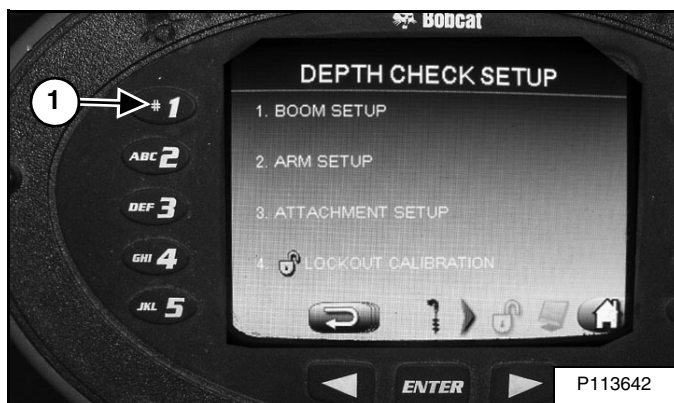 Bobcat
DEPTH CHECK SETUP
1
# 1
1. BOOM SETUP
ABC 2
2. ARM SETUP
DEF 3
3. ATTACHMENT SETUP
GHI 4
4. LOCKOUT CALIBRATION
JKL 5
ENTER
P113642